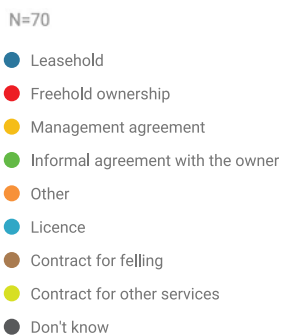 N=70
Leasehold
Freehold ownership
Management agreement
Informal agreement with the owner
Other
Licence
Contract for felling
Contract for other services
Don't know